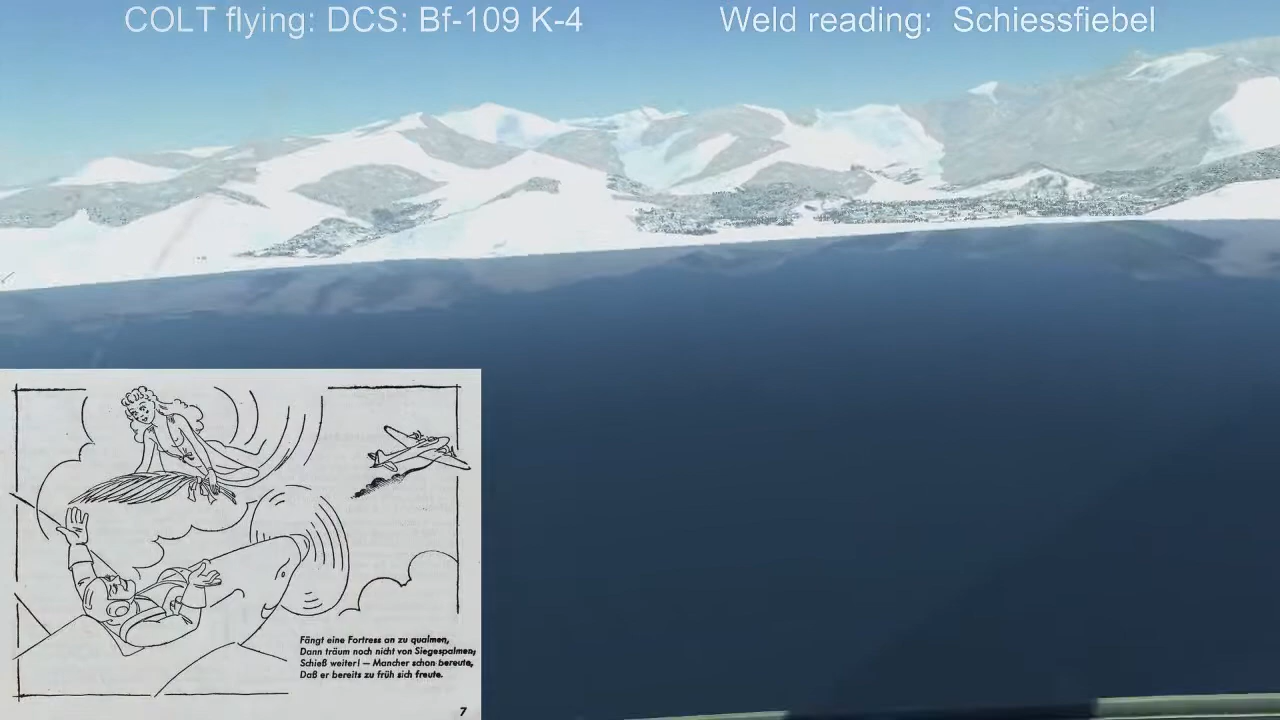 COLT flying: DCS: Bf-109 K-4
Weld reading: Schiessfiebel
Fängt eine Fortress an zu qualmen,
Dann träum noch nicht von Siegespalmen;
Schieß weiter! — Mancher schon bereute,
Daß er bereits zu früh sich freute.
7